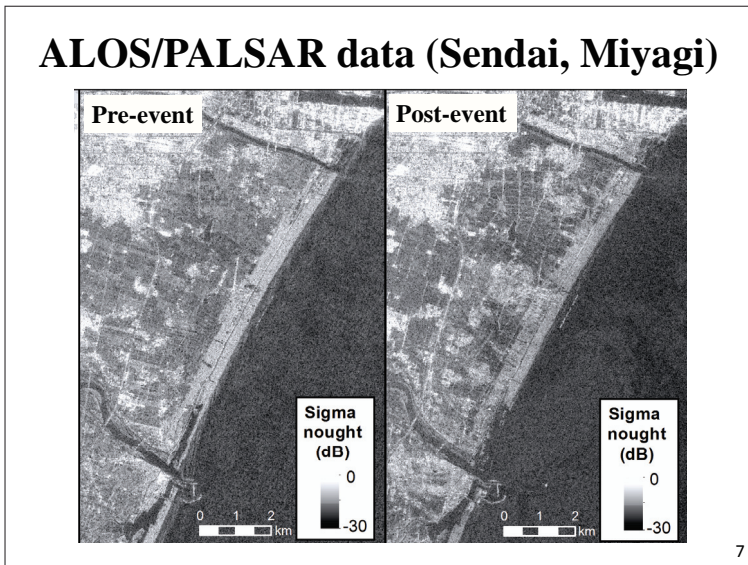 ALOS/PALSAR data (Sendai, Miyagi)
Pre-event
Post-event
Sigma
nought
(dB)
0
-30
0 1 2
km
Sigma
nought
(dB)
0
-30
0 1 2
km
7